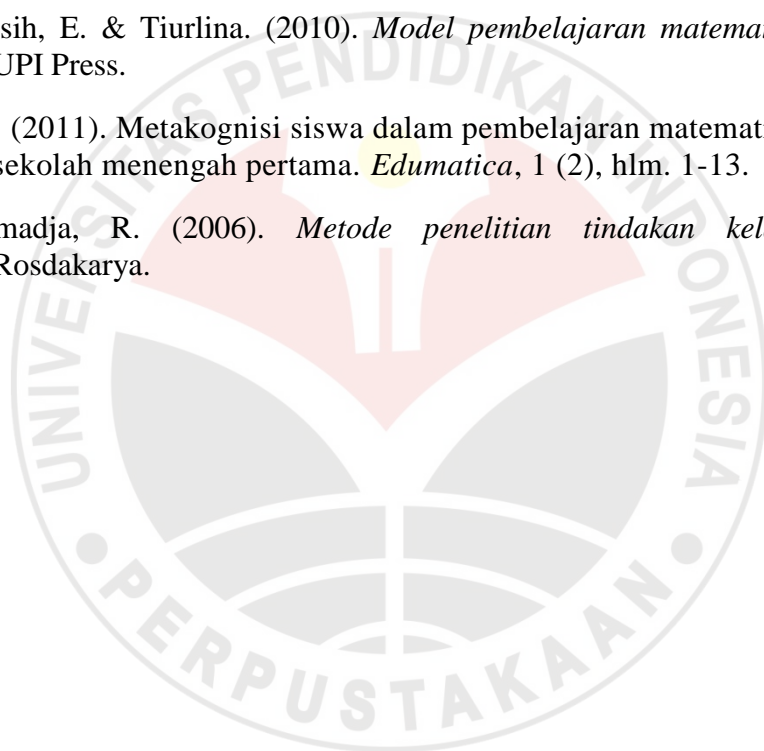 sih, E. & Tiurlina. (2010). Model pembelajaran matema
UPI Press.
(2011). Metakognisi siswa dalam pembelajaran matemat
sekolah menengah pertama. Edumatica, 1 (2), hlm. 1-13.
madja, R. (2006). Metode penelitian tindakan kel
Rosdakarya.
UNIVERSITAS PENDIDIKAN INDONESIA
PERPUSTAKAAN